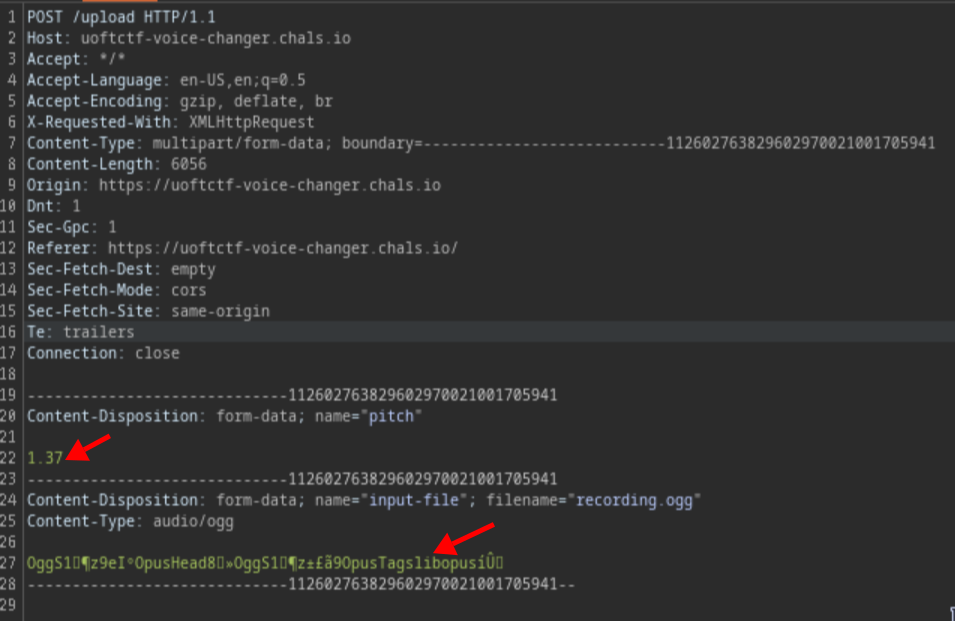 1 POST /upload HTTP/1.1
2 Host: uoftctf-voice-changer.chals.io
3 Accept: */*
4 Accept-Language: en-US,en;q=0.5
5 Accept-Encoding: gzip, deflate, br
6 X-Requested-With: XMLHttpRequest
7 Content-Type: multipart/form-data; boundary=---------------------------112602763829602970021001705941
8 Content-Length: 6056
9 Origin: https://uoftctf-voice-changer.chals.io
10 Dnt: 1
11 Sec-Gpc: 1
12 Referer: https://uoftctf-voice-changer.chals.io/
13 Sec-Fetch-Dest: empty
14 Sec-Fetch-Mode: cors
15 Sec-Fetch-Site: same-origin
16 Te: trailers
17 Connection: close
18
19 -----------------------------112602763829602970021001705941
20 Content-Disposition: form-data; name="pitch"
21
22 1.37
23 -----------------------------112602763829602970021001705941
24 Content-Disposition: form-data; name="input-file"; filename="recording.ogg"
25 Content-Type: audio/ogg
26
27 OggS1▯¶z9eI°OpusHead8▯»OggS1▯¶z±£ã9OpusTagslibopusíÛ▯
28 -----------------------------112602763829602970021001705941--
29